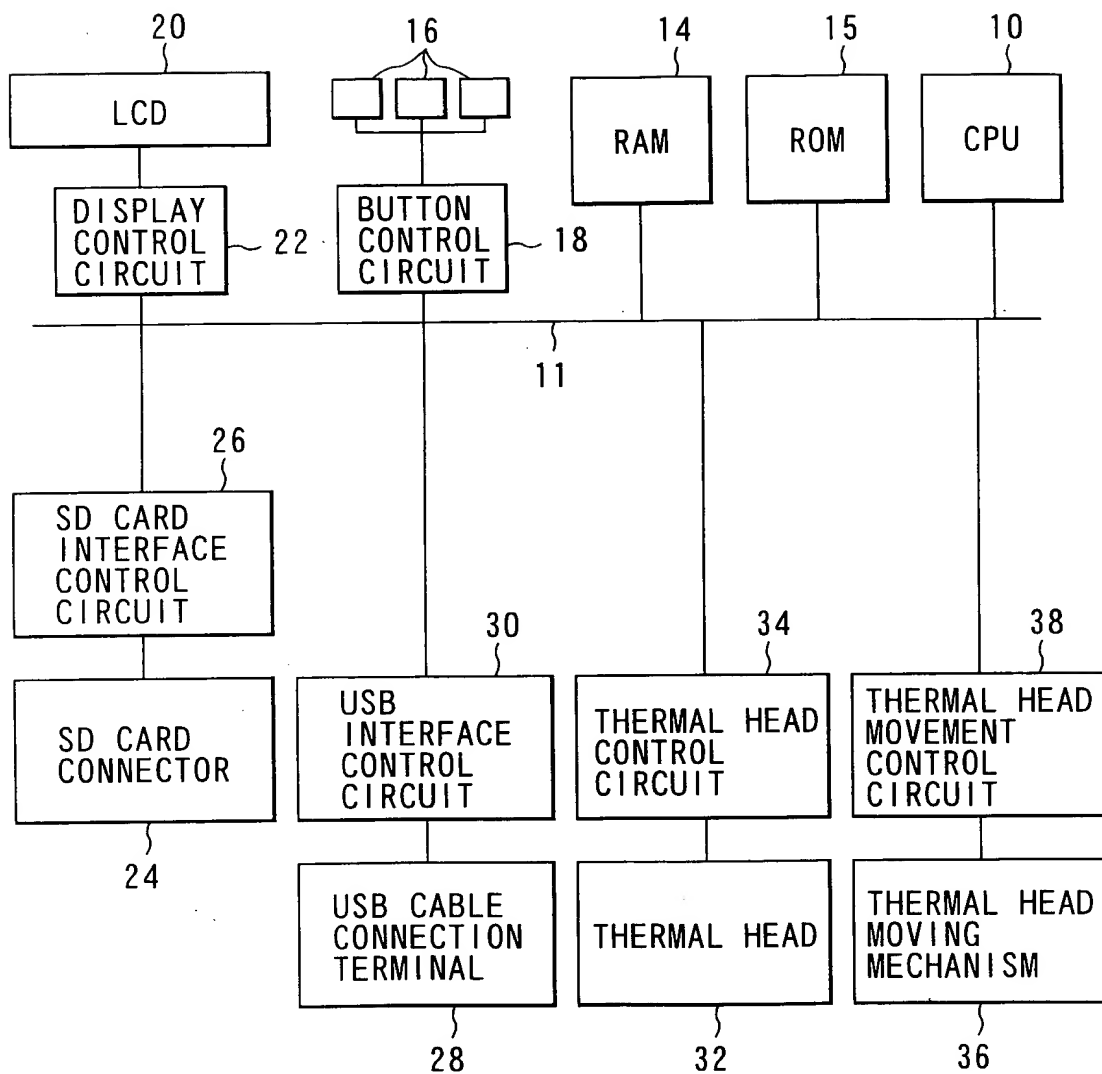 20
16
14
15
10
LCD
RAM
ROM
CPU
DISPLAY
CONTROL
CIRCUIT
22
BUTTON
CONTROL
CIRCUIT
18
11
26
SD CARD
INTERFACE
CONTROL
CIRCUIT
30
34
38
SD CARD
CONNECTOR
24
USB
INTERFACE
CONTROL
CIRCUIT
THERMAL HEAD
CONTROL
CIRCUIT
THERMAL HEAD
MOVEMENT
CONTROL
CIRCUIT
USB CABLE
CONNECTION
TERMINAL
THERMAL HEAD
THERMAL HEAD
MOVING
MECHANISM
28
32
36